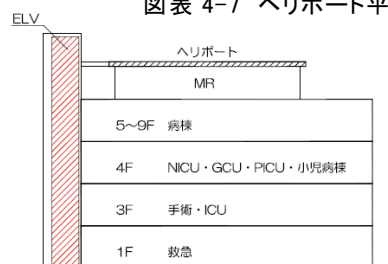 図表 4-7 ヘリポート平
ELV
ヘリポート
MR
5～9F 病棟
4F NICU・GCU・PICU・小児病棟
3F 手術・ICU
1F 救急